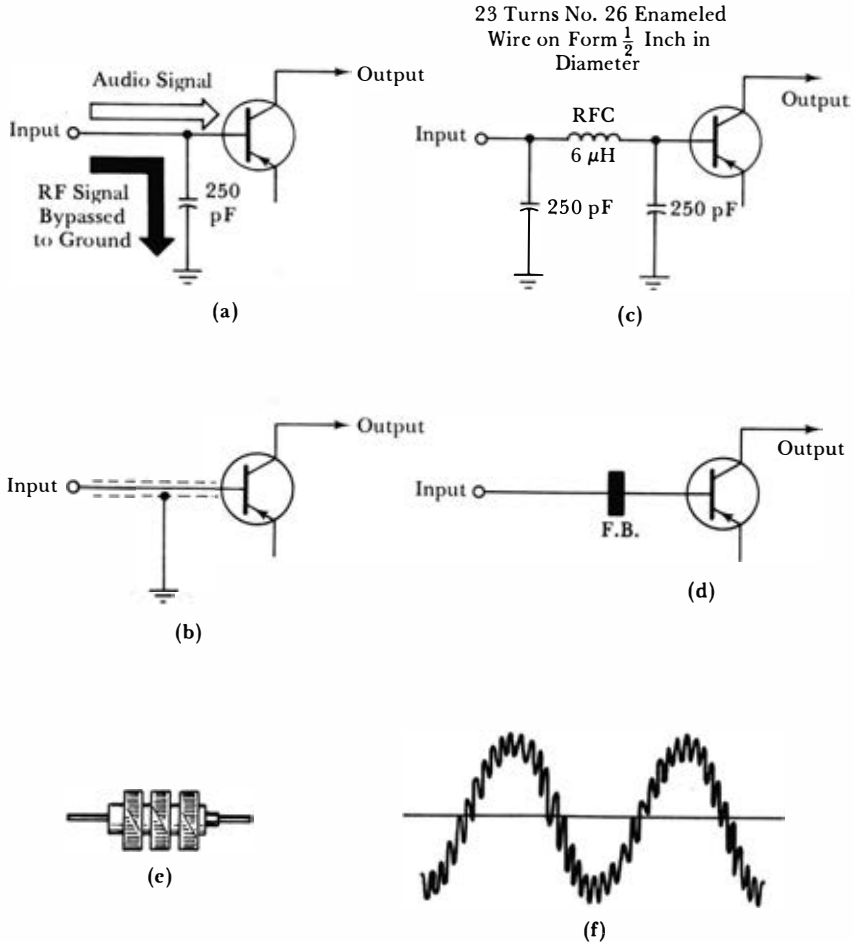 Audio Signal
Output
Input
RF Signal
Bypassed
to Ground
250
pF
(a)
23 Turns No. 26 Enameled
Wire on Form 1/2 Inch in
Diameter
Output
Input
RFC
6 μH
250 pF
250 pF
(c)
Output
Input
(b)
Output
Input
F.B.
(d)
(e)
(f)